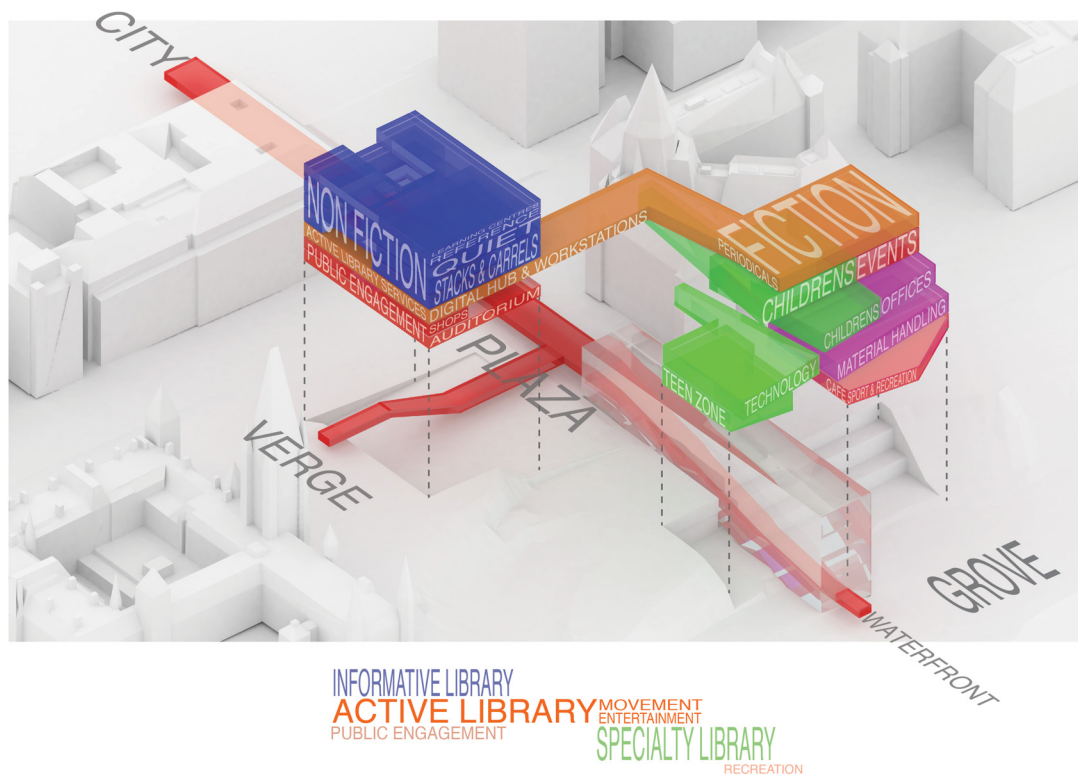 CITY
NON FICTION
LEARNING CENTRES
REFERENCE
QUIET
STACKS & CARRELS
ACTIVE LIBRARY SERVICES
DIGITAL HUB & WORKSTATIONS
PUBLIC ENGAGEMENT
SHOPS
AUDITORIUM
FICTION
PERIODICALS
CHILDRENS
EVENTS
CHILDRENS
OFFICES
MATERIAL HANDLING
CAFE SPORT & RECREATION
TEEN ZONE
TECHNOLOGY
PLAZA
VERGE
GROVE
WATERFRONT
INFORMATIVE LIBRARY
ACTIVE LIBRARY
MOVEMENT
ENTERTAINMENT
PUBLIC ENGAGEMENT
SPECIALTY LIBRARY
RECREATION